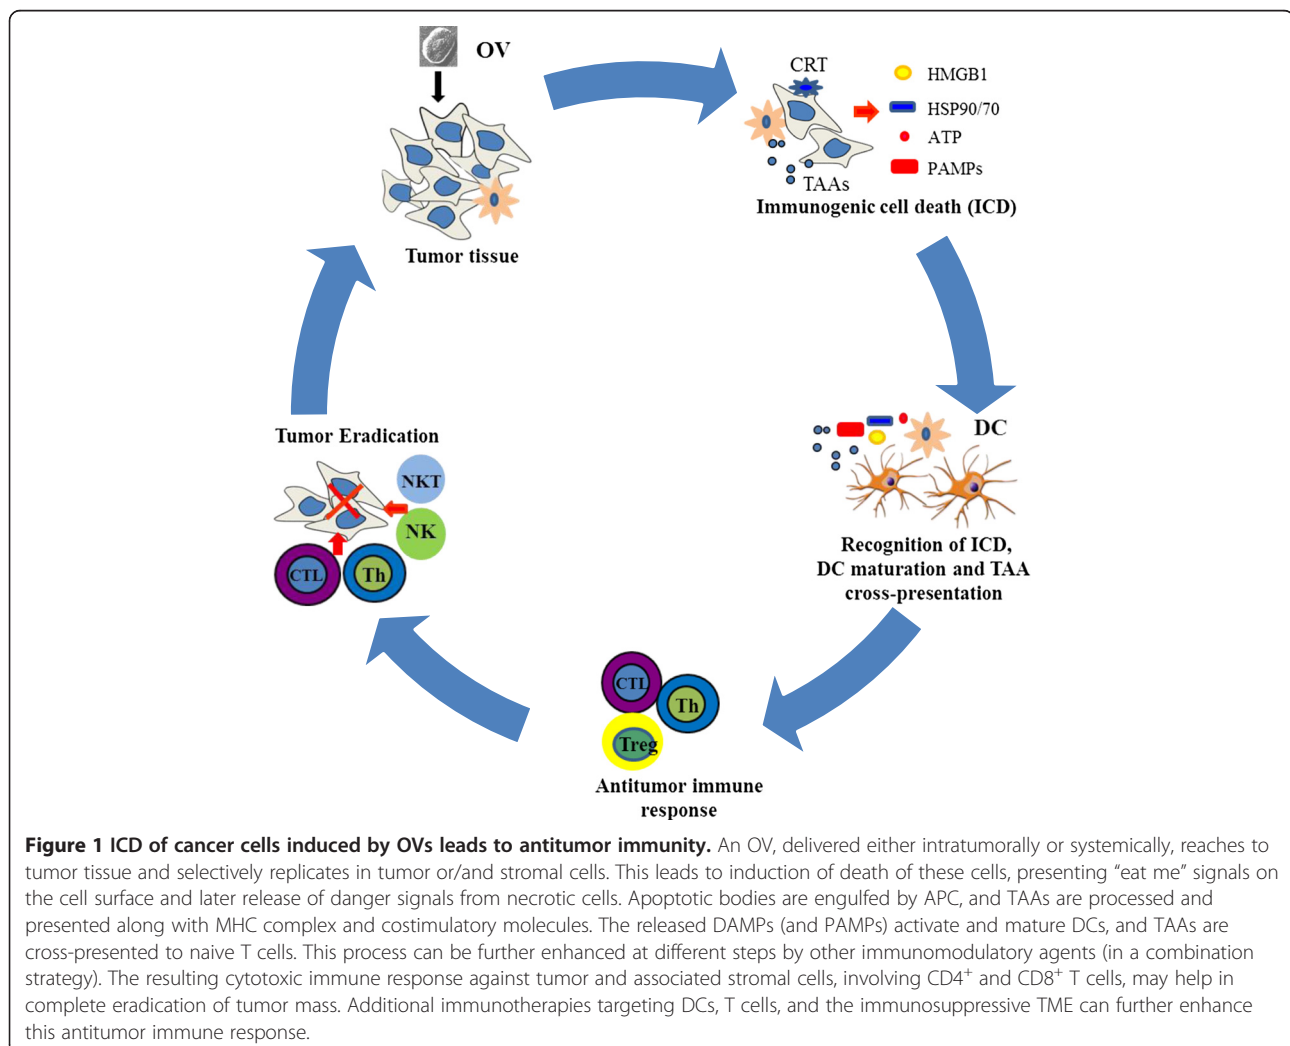 OV
Tumor tissue
CRT
HMGB1
HSP90/70
ATP
PAMPs
TAAs
Immunogenic cell death (ICD)
DC
Recognition of ICD,
DC maturation and TAA
cross-presentation
CTL
Th
Treg
Antitumor immune
response
Tumor Eradication
NKT
NK
CTL
Th
Figure 1 ICD of cancer cells induced by OVs leads to antitumor immunity. An OV, delivered either intratumorally or systemically, reaches to
tumor tissue and selectively replicates in tumor or/and stromal cells. This leads to induction of death of these cells, presenting “eat me” signals on
the cell surface and later release of danger signals from necrotic cells. Apoptotic bodies are engulfed by APC, and TAAs are processed and
presented along with MHC complex and costimulatory molecules. The released DAMPs (and PAMPs) activate and mature DCs, and TAAs are
cross-presented to naive T cells. This process can be further enhanced at different steps by other immunomodulatory agents (in a combination
strategy). The resulting cytotoxic immune response against tumor and associated stromal cells, involving CD4⁺ and CD8⁺ T cells, may help in
complete eradication of tumor mass. Additional immunotherapies targeting DCs, T cells, and the immunosuppressive TME can further enhance
this antitumor immune response.